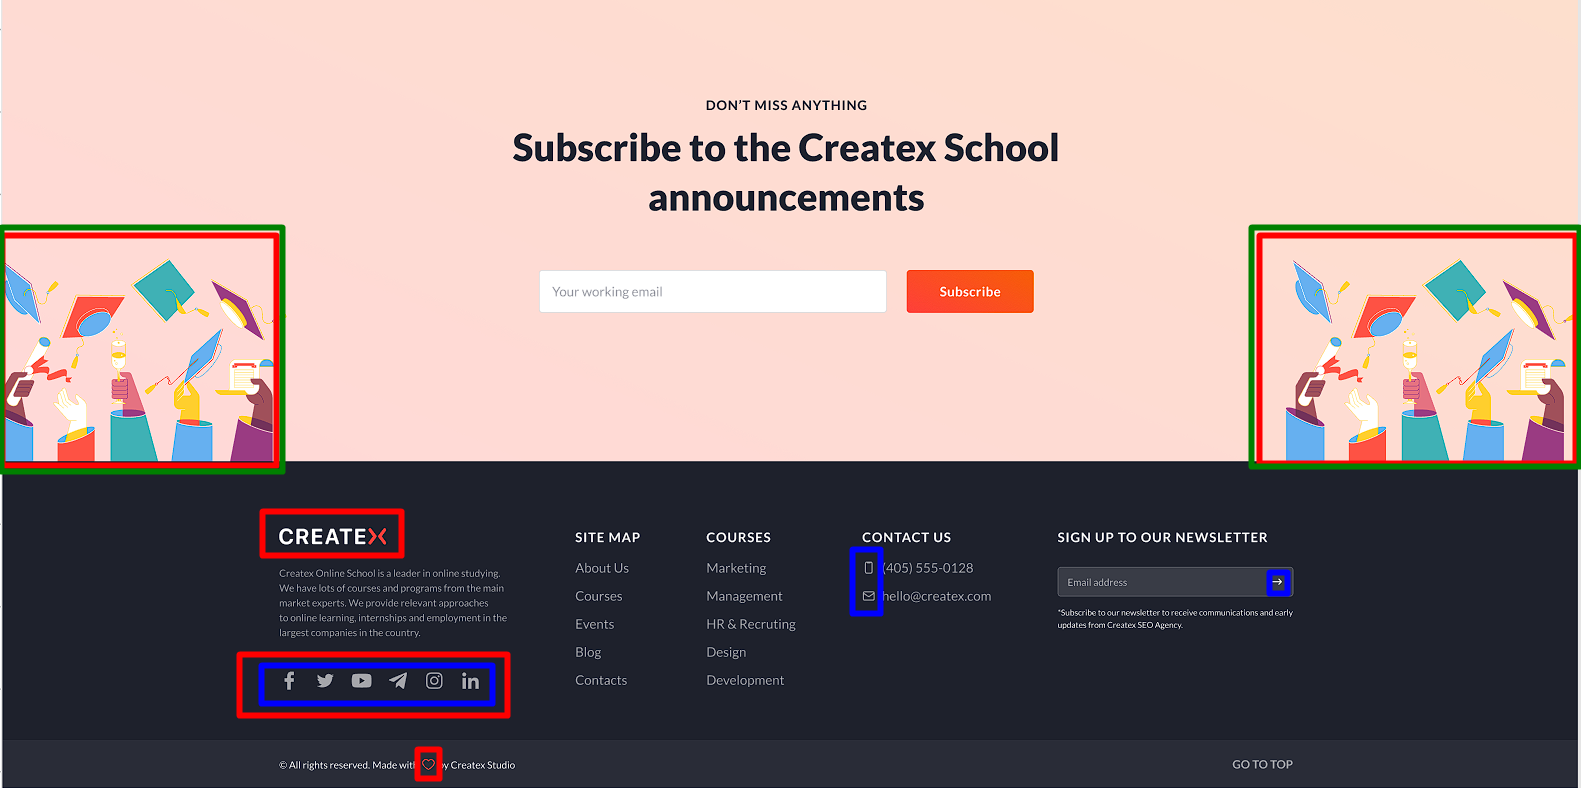 DON'T MISS ANYTHING
Subscribe to the Createx School
announcements
Your working email
Subscribe
CREATEX
Createx Online School is a leader in online studying.
We have lots of courses and programs from the main
market experts. We provide relevant approaches
to online learning, internships and employment in the
largest companies in the country.
SITE MAP
About Us
Courses
Events
Blog
Contacts
COURSES
Marketing
Management
HR & Recruting
Design
Development
CONTACT US
(405) 555-0128
hello@createx.com
SIGN UP TO OUR NEWSLETTER
Email address
*Subscribe to our newsletter to receive communications and early
updates from Createx SEO Agency.
© All rights reserved. Made with by Createx Studio
GO TO TOP